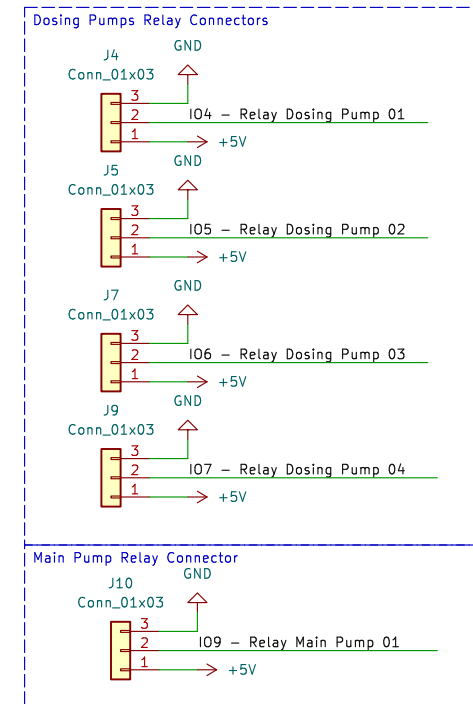 Dosing Pumps Relay Connectors
GND
J4
Conn_01x03
3
2 IO4 - Relay Dosing Pump 01
1 +5V
GND
J5
Conn_01x03
3
2 IO5 - Relay Dosing Pump 02
1 +5V
GND
J7
Conn_01x03
3
2 IO6 - Relay Dosing Pump 03
1 +5V
GND
J9
Conn_01x03
3
2 IO7 - Relay Dosing Pump 04
1 +5V
Main Pump Relay Connector
GND
J10
Conn_01x03
3
2 IO9 - Relay Main Pump 01
1 +5V